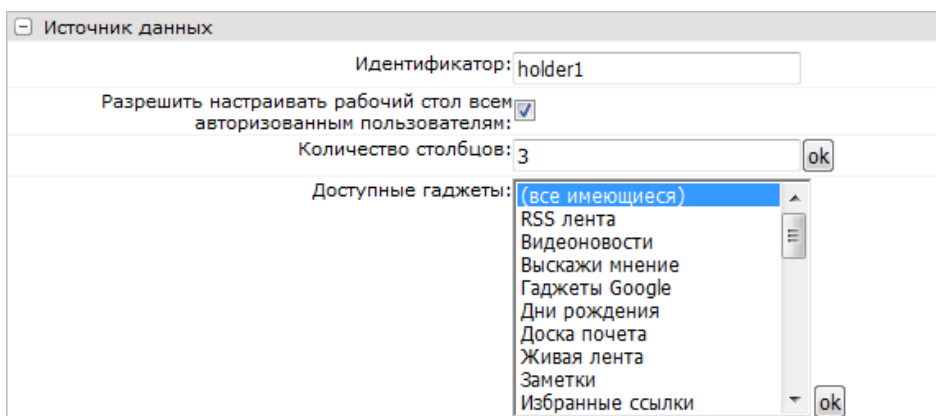 Источник данных
Идентификатор: holder1
Разрешить настраивать рабочий стол всем
авторизованным пользователям:
Количество столбцов: 3 ok
Доступные гаджеты: (все имеющиеся)
RSS лента
Видеоновости
Выскажи мнение
Гаджеты Google
Дни рождения
Доска почета
Живая лента
Заметки
Избранные ссылки ok